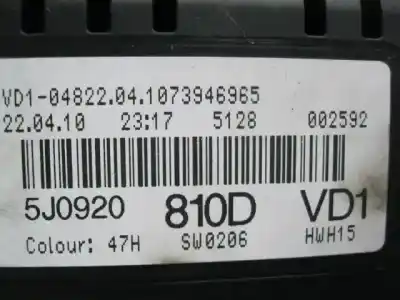 VD1-04822.04.1073946965
22.04.10 23:17 5128 002592
5J0920 810D VD1
Colour: 47H SW0206 HWH15